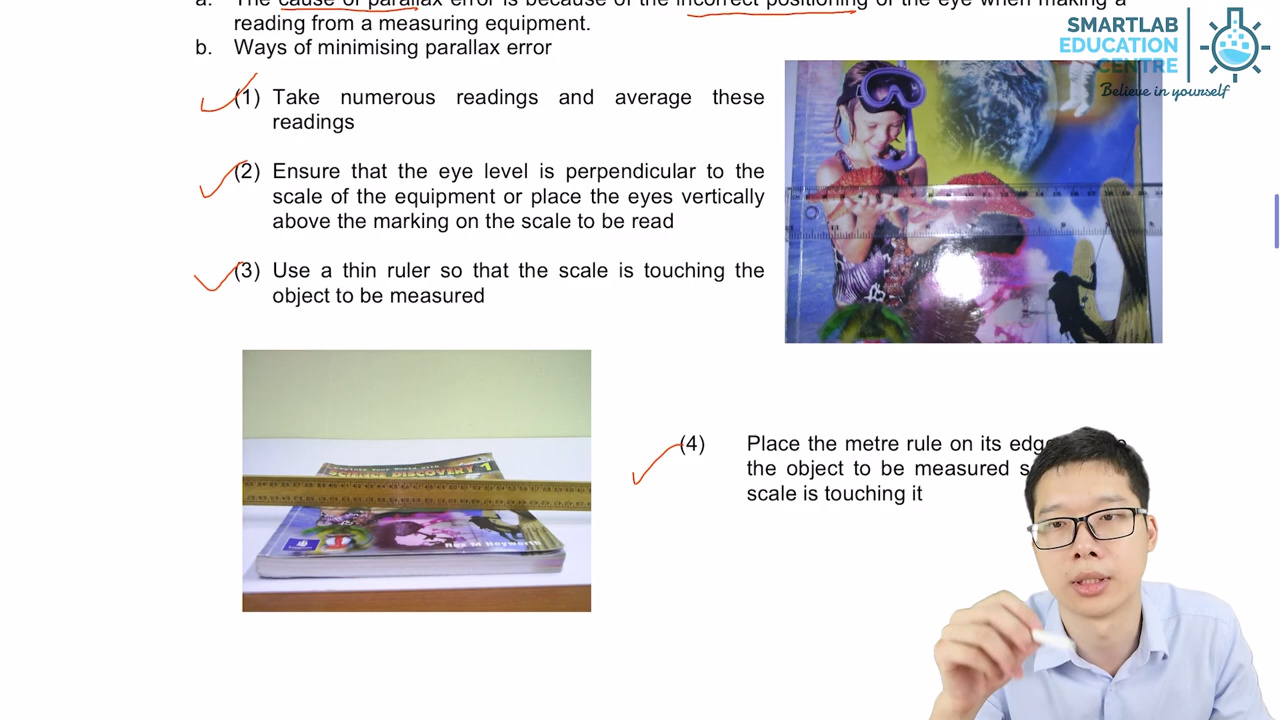 a. The cause of parallax error is because of the incorrect positioning of the eye when making a
reading from a measuring equipment.
b. Ways of minimising parallax error
(1) Take numerous readings and average these
readings
(2) Ensure that the eye level is perpendicular to the
scale of the equipment or place the eyes vertically
above the marking on the scale to be read
(3) Use a thin ruler so that the scale is touching the
object to be measured
(4) Place the metre rule on its edge
the object to be measured
scale is touching it
SMARTLAB
EDUCATION
CENTRE
Believe in yourself
SCIENCE DISCOVERY 1
Rex M Heyworth